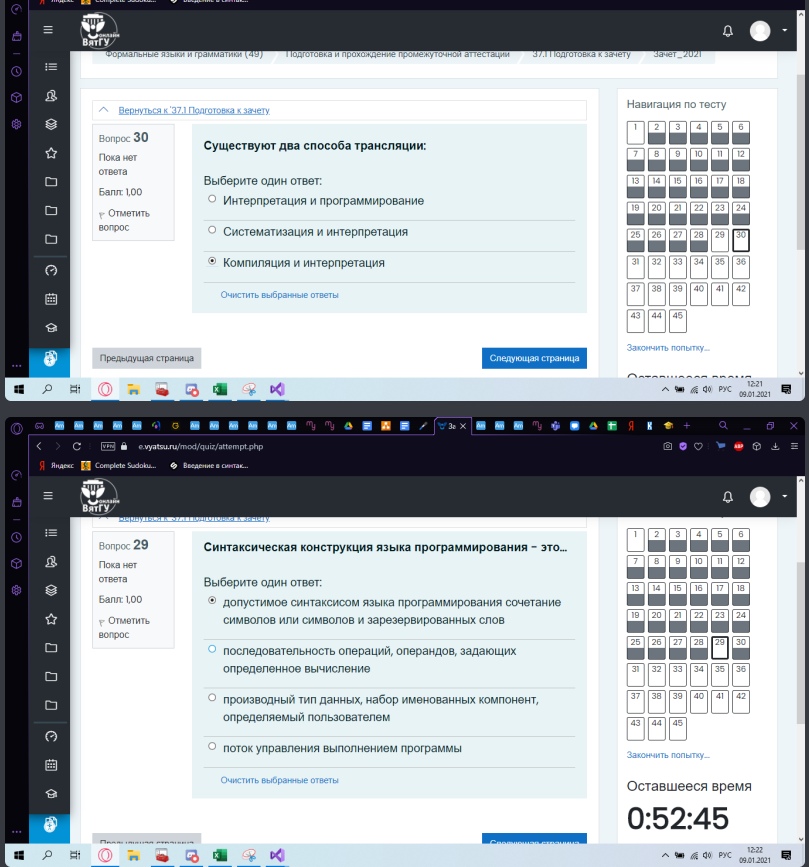 Яндекс Complete Sudoku... Введение в синтак...
онлайн
ВятГУ
Формальные языки и грамматики (49) Подготовка и прохождение промежуточной аттестации 37.1 Подготовка к зачету Зачет_2021
Вернуться к '37.1 Подготовка к зачету
Вопрос 30
Пока нет
ответа
Балл: 1,00
Отметить
вопрос
Существуют два способа трансляции:
Выберите один ответ:
Интерпретация и программирование
Систематизация и интерпретация
Компиляция и интерпретация
Очистить выбранные ответы
Предыдущая страница Следующая страница
Навигация по тесту
1 2 3 4 5 6
7 8 9 10 11 12
13 14 15 16 17 18
19 20 21 22 23 24
25 26 27 28 29 30
31 32 33 34 35 36
37 38 39 40 41 42
43 44 45
Закончить попытку...
Оставшееся время
РУС 12:21
09.01.2021
Зе
VPN e.vyatsu.ru/mod/quiz/attempt.php
ABP
Яндекс Complete Sudoku... Введение в синтак...
онлайн
ВятГУ
Вернуться к '37.1 Подготовка к зачету
Вопрос 29
Пока нет
ответа
Балл: 1,00
Отметить
вопрос
Синтаксическая конструкция языка программирования – это...
Выберите один ответ:
допустимое синтаксисом языка программирования сочетание
символов или символов и зарезервированных слов
последовательность операций, операндов, задающих
определенное вычисление
производный тип данных, набор именованных компонент,
определяемый пользователем
поток управления выполнением программы
Очистить выбранные ответы
Предыдущая страница Следующая страница
1 2 3 4 5 6
7 8 9 10 11 12
13 14 15 16 17 18
19 20 21 22 23 24
25 26 27 28 29 30
31 32 33 34 35 36
37 38 39 40 41 42
43 44 45
Закончить попытку...
Оставшееся время
0:52:45
РУС 12:22
09.01.2021